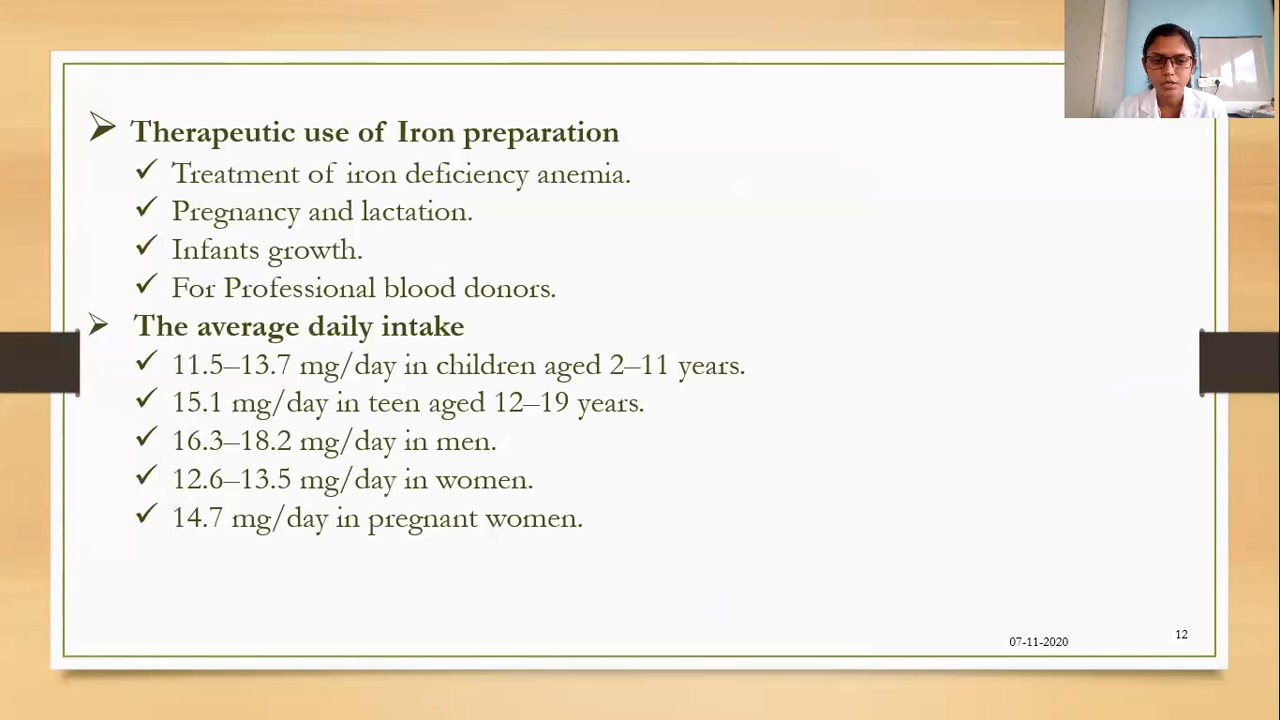 Therapeutic use of Iron preparation
Treatment of iron deficiency anemia.
Pregnancy and lactation.
Infants growth.
For Professional blood donors.
The average daily intake
11.5–13.7 mg/day in children aged 2–11 years.
15.1 mg/day in teen aged 12–19 years.
16.3–18.2 mg/day in men.
12.6–13.5 mg/day in women.
14.7 mg/day in pregnant women.
07-11-2020
12